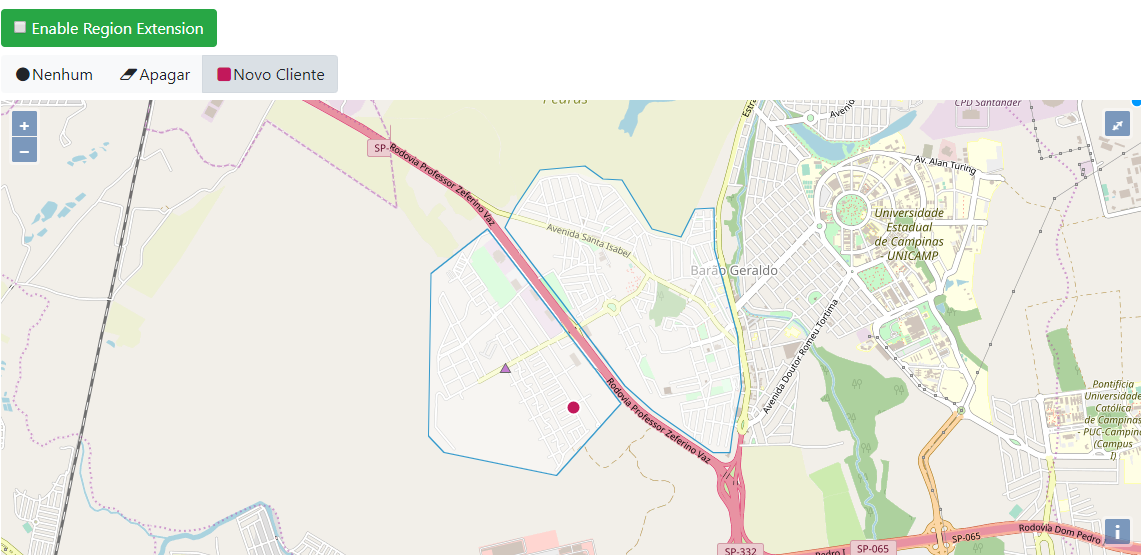 Enable Region Extension
Nenhum
Apagar
Novo Cliente
+
−
CPD Santander
Avenio
SP-
Rodovia Professor Zeferino Vaz
Av. Alan Turing
Universidade
Estadual
de Campinas
- UNICAMP
Avenida Santa Isabel
Barão Geraldo
Avenida Doutor Romeu Tortima
Rodovia Professor Zeferino Vaz
Pontifícia
Universidade
Católica
de Campinas
- PUC-Campin
(Campus
I)
i
Rodovia Dom Pedro
SP-065
SP-332
Pedro I
SP-065